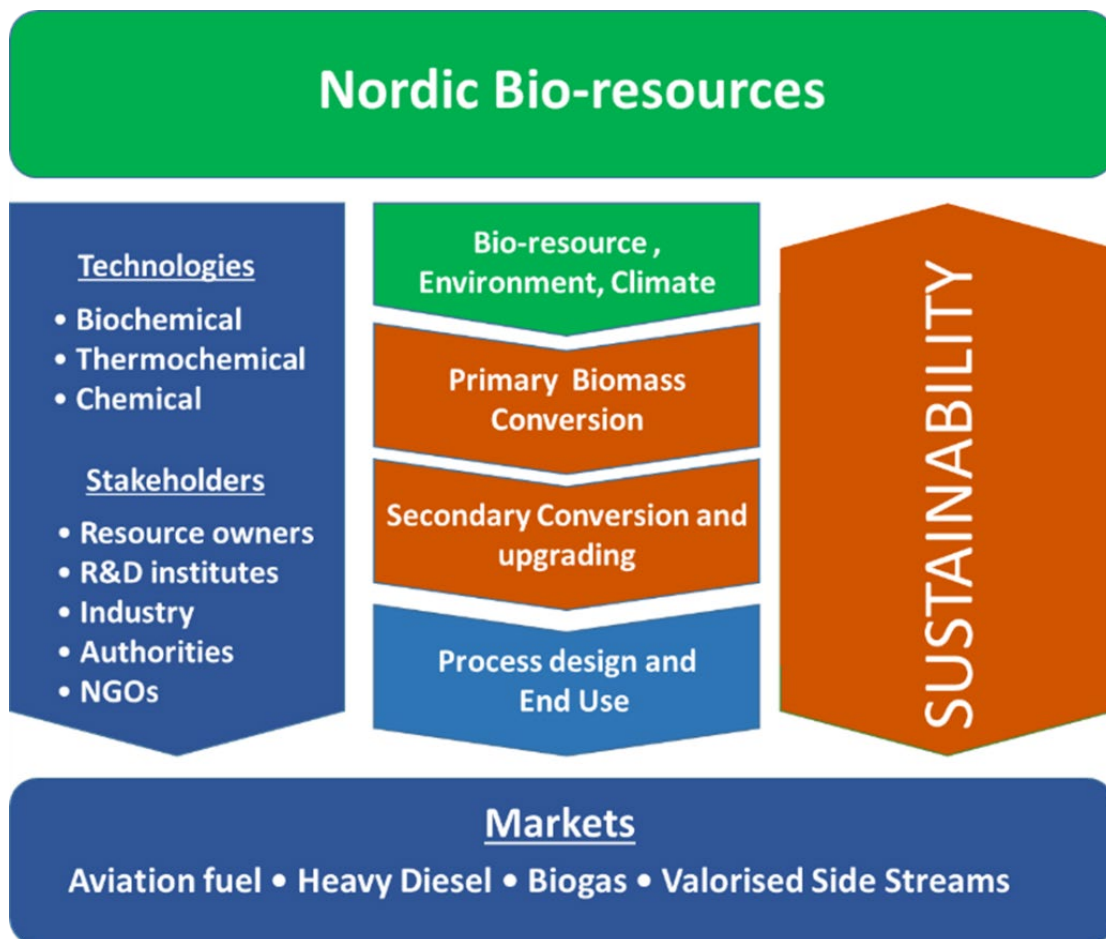 Nordic Bio-resources
Technologies
• Biochemical
• Thermochemical
• Chemical
Stakeholders
• Resource owners
• R&D institutes
• Industry
• Authorities
• NGOs
Bio-resource ,
Environment, Climate
Primary Biomass
Conversion
Secondary Conversion and
upgrading
Process design and
End Use
SUSTAINABILITY
Markets
Aviation fuel • Heavy Diesel • Biogas • Valorised Side Streams